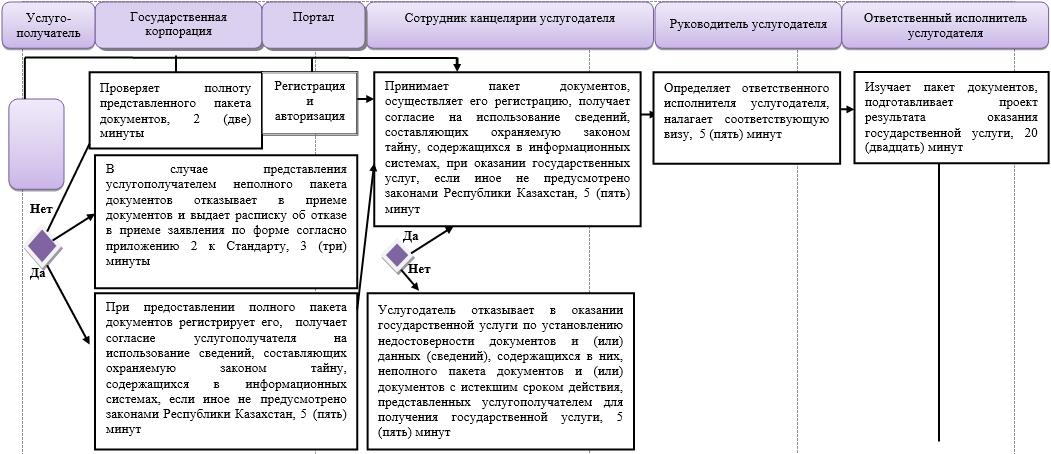 Услуго-
получатель
Государственная
корпорация
Портал
Сотрудник канцелярии услугодателя
Руководитель услугодателя
Ответственный исполнитель
услугодателя
Проверяет полноту
представленного пакета
документов, 2 (две)
минуты
Регистрация
и
авторизация
Принимает пакет документов,
осуществляет его регистрацию, получает
согласие на использование сведений,
составляющих охраняемую законом
тайну, содержащихся в информационных
системах, при оказании государственных
услуг, если иное не предусмотрено
законами Республики Казахстан, 5 (пять)
минут
Определяет ответственного
исполнителя услугодателя,
налагает соответствующую
визу, 5 (пять) минут
Изучает пакет документов,
подготавливает проект
результата оказания
государственной услуги, 20
(двадцать) минут
В случае представления
услугополучателем неполного пакета
документов отказывает в приеме
документов и выдает расписку об отказе
в приеме заявления по форме согласно
приложению 2 к Стандарту, 3 (три)
минуты
Нет
Да
Да
Нет
При предоставлении полного пакета
документов регистрирует его, получает
согласие услугополучателя на
использование сведений, составляющих
охраняемую законом тайну,
содержащихся в информационных
системах, если иное не предусмотрено
законами Республики Казахстан, 5 (пять)
минут
Услугодатель отказывает в оказании
государственной услуги по установлению
недостоверности документов и (или)
данных (сведений), содержащихся в них,
неполного пакета документов и (или)
документов с истекшим сроком действия,
представленных услугополучателем для
получения государственной услуги, 5
(пять) минут